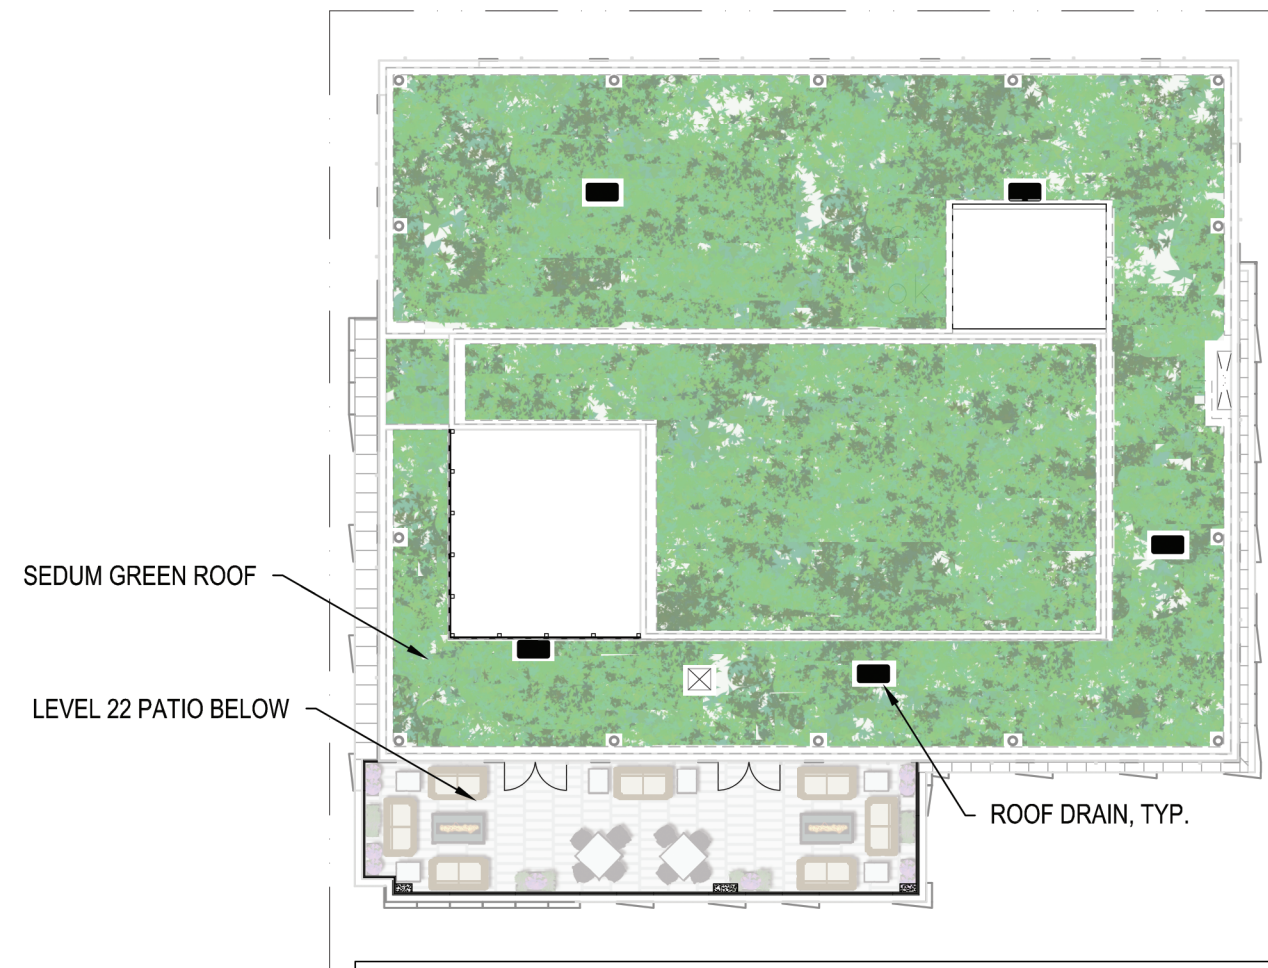 SEDUM GREEN ROOF
LEVEL 22 PATIO BELOW
ROOF DRAIN, TYP.